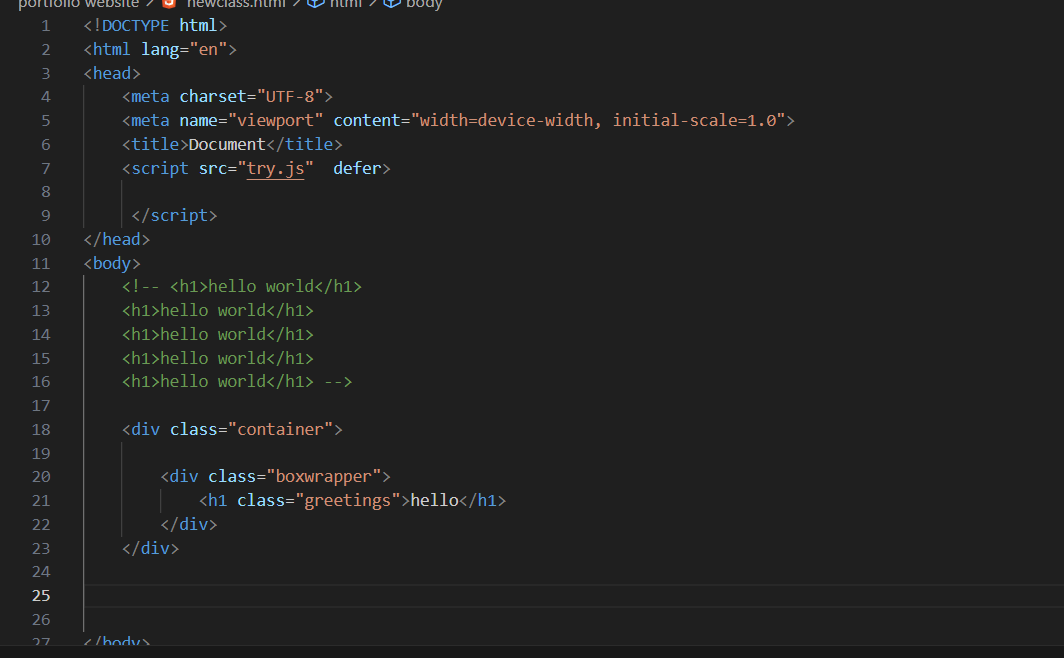 portfolio website > newclass.html > html > body
1 <!DOCTYPE html>
2 <html lang="en">
3 <head>
4 <meta charset="UTF-8">
5 <meta name="viewport" content="width=device-width, initial-scale=1.0">
6 <title>Document</title>
7 <script src="try.js"  defer>
8
9 </script>
10 </head>
11 <body>
12 <!-- <h1>hello world</h1>
13 <h1>hello world</h1>
14 <h1>hello world</h1>
15 <h1>hello world</h1>
16 <h1>hello world</h1> -->
17
18 <div class="container">
19
20 <div class="boxwrapper">
21 <h1 class="greetings">hello</h1>
22 </div>
23 </div>
24
25
26
27 </body>